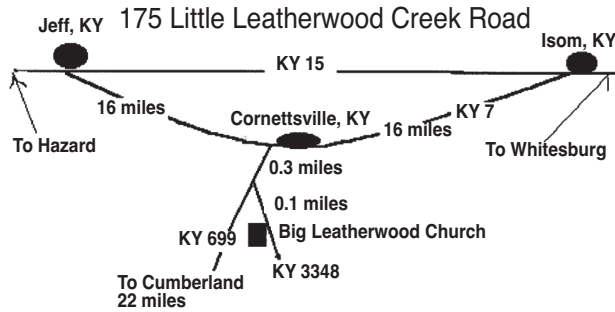 175 Little Leatherwood Creek Road
Jeff, KY
Isom, KY
KY 15
16 miles
KY 7
Cornettsville, KY
16 miles
To Hazard
To Whitesburg
0.3 miles
0.1 miles
Big Leatherwood Church
KY 699
KY 3348
To Cumberland
22 miles